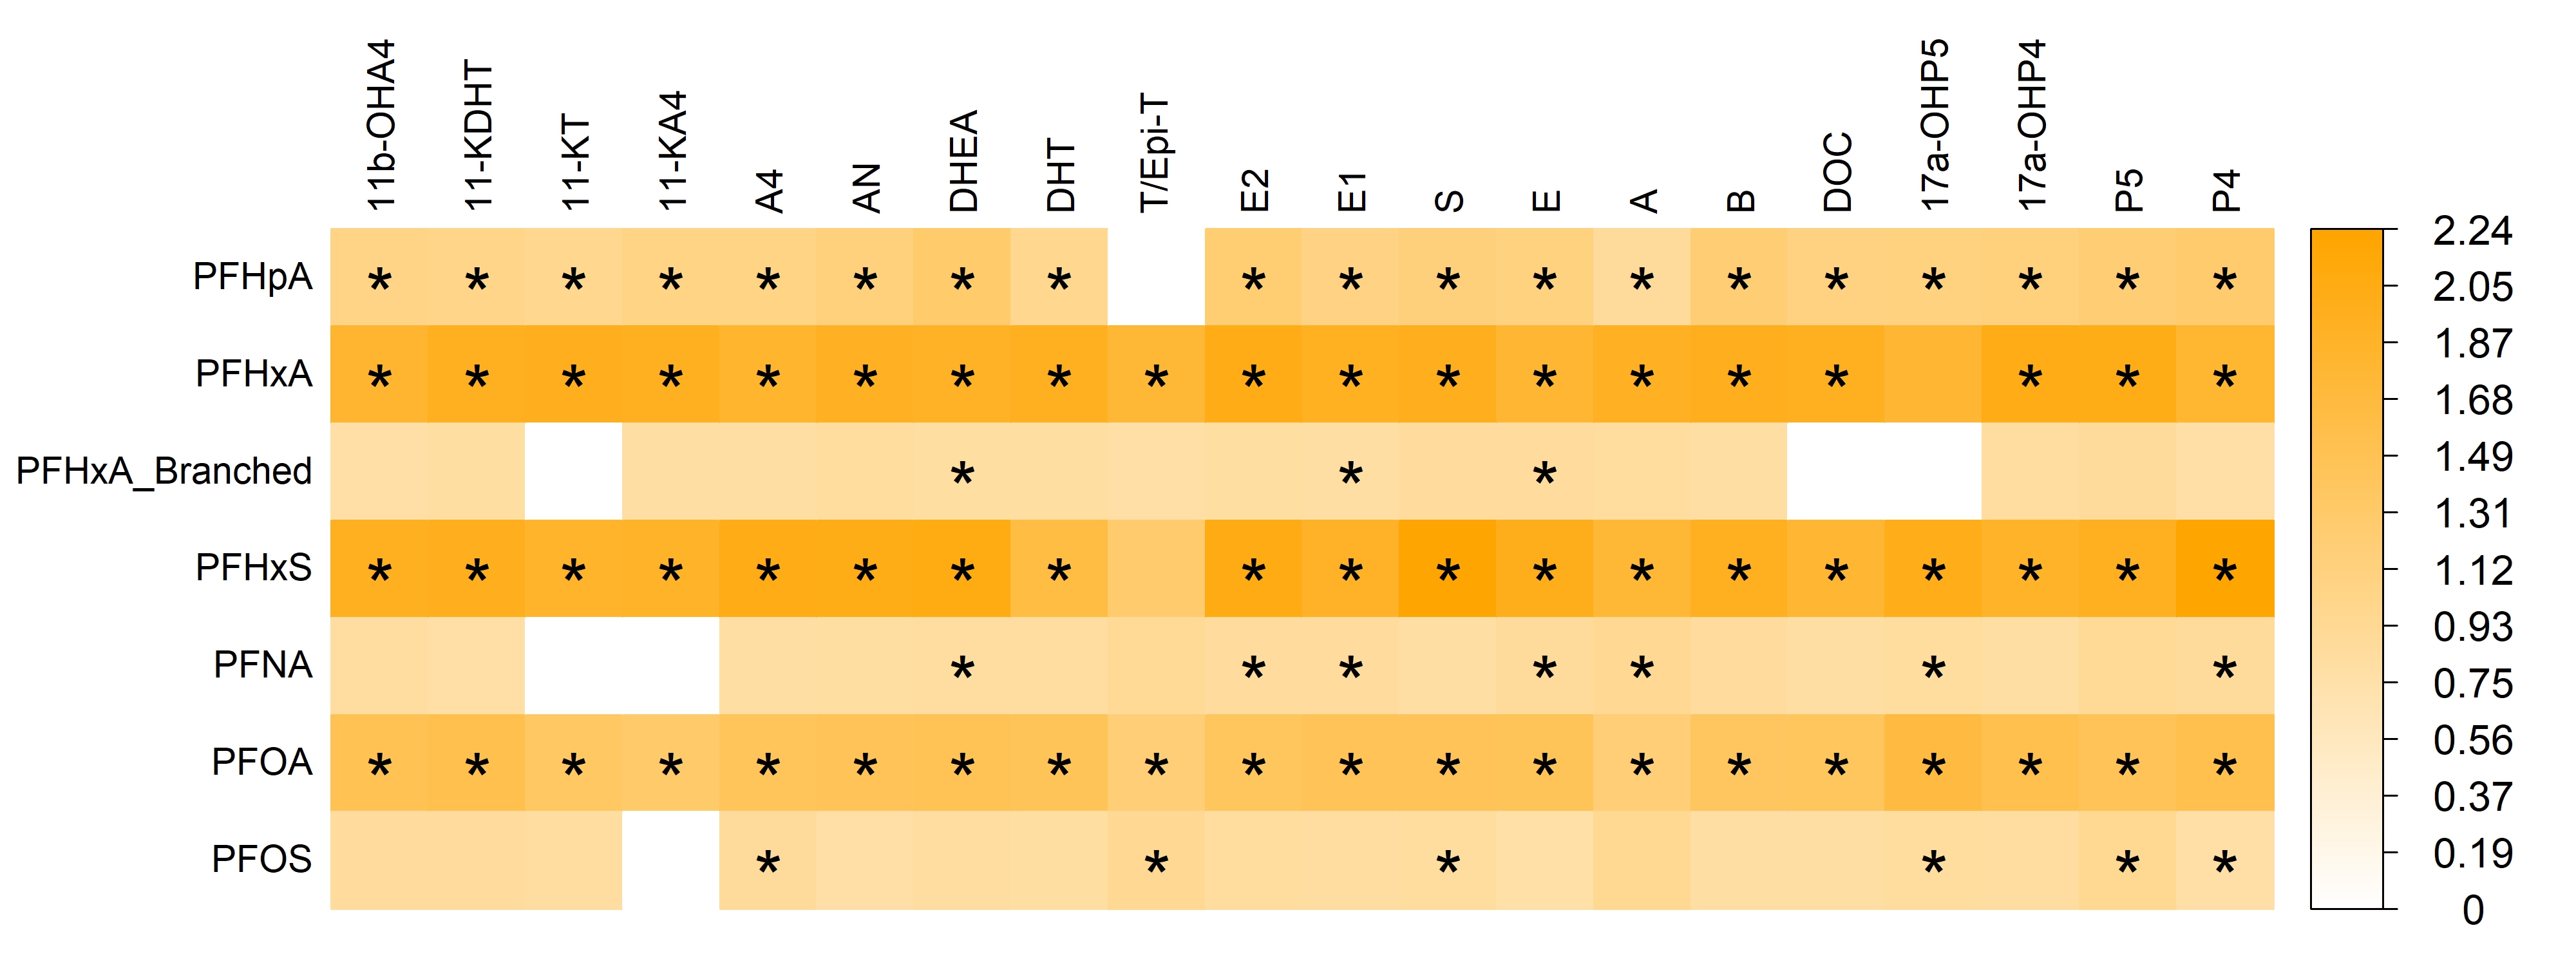 11b-OHA4
11-KDHT
11-KT
11-KA4
A4
AN
DHEA
DHT
T/Epi-T
E2
E1
S
E
A
B
DOC
17a-OHP5
17a-OHP4
P5
P4
PFHpA * * * * * * * * * * * * * * * * * * *
PFHxA * * * * * * * * * * * * * * * * * * *
PFHxA_Branched * * *
PFHxS * * * * * * * * * * * * * * * * * * *
PFNA * * * * * * *
PFOA * * * * * * * * * * * * * * * * * * * *
PFOS * * * * * *
2.24
2.05
1.87
1.68
1.49
1.31
1.12
0.93
0.75
0.56
0.37
0.19
0